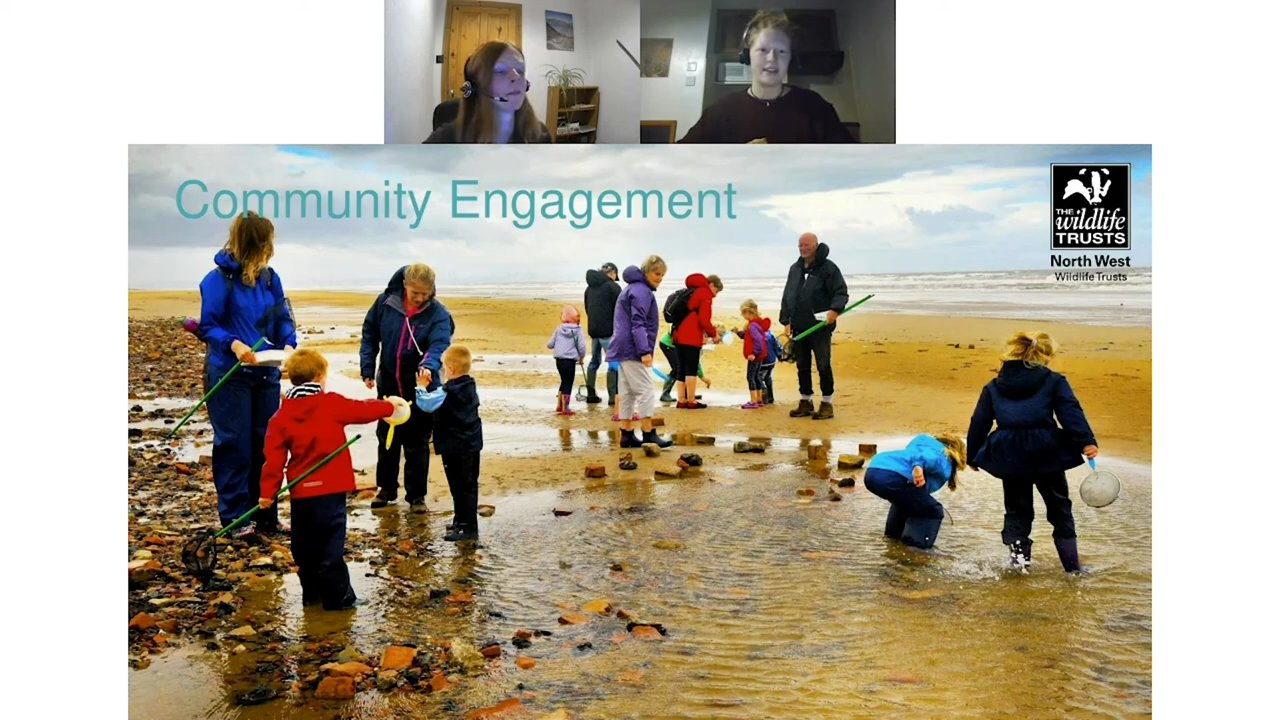 Community Engagement
THE
wildlife
TRUSTS
North West
Wildlife Trusts